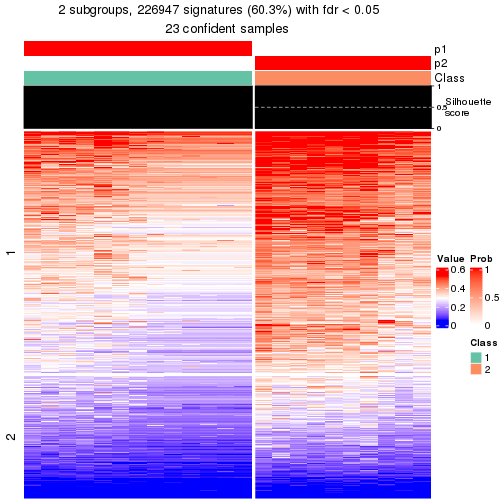 2 subgroups, 226947 signatures (60.3%) with fdr < 0.05
23 confident samples
p1
p2
Class
1
0.5
0
Silhouette
score
1
2
Value
0.6
0.4
0.2
0
Prob
1
0.5
0
Class
1
2